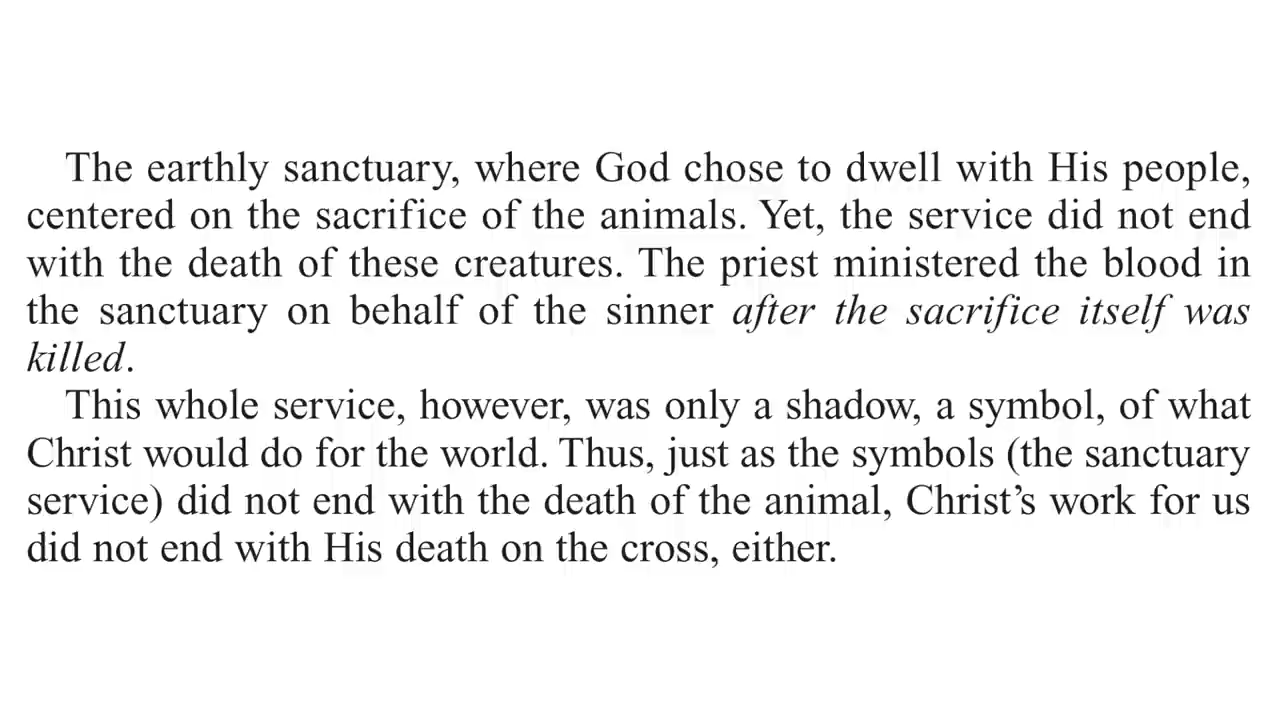 The earthly sanctuary, where God chose to dwell with His people,
centered on the sacrifice of the animals. Yet, the service did not end
with the death of these creatures. The priest ministered the blood in
the sanctuary on behalf of the sinner after the sacrifice itself was
killed.
This whole service, however, was only a shadow, a symbol, of what
Christ would do for the world. Thus, just as the symbols (the sanctuary
service) did not end with the death of the animal, Christ’s work for us
did not end with His death on the cross, either.